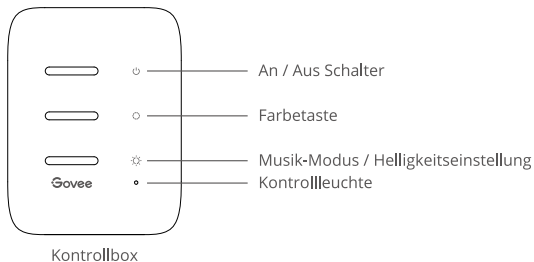 An / Aus Schalter
Farbetaste
Musik-Modus / Helligkeitseinstellung
Govee
Kontrollleuchte
Kontrollbox